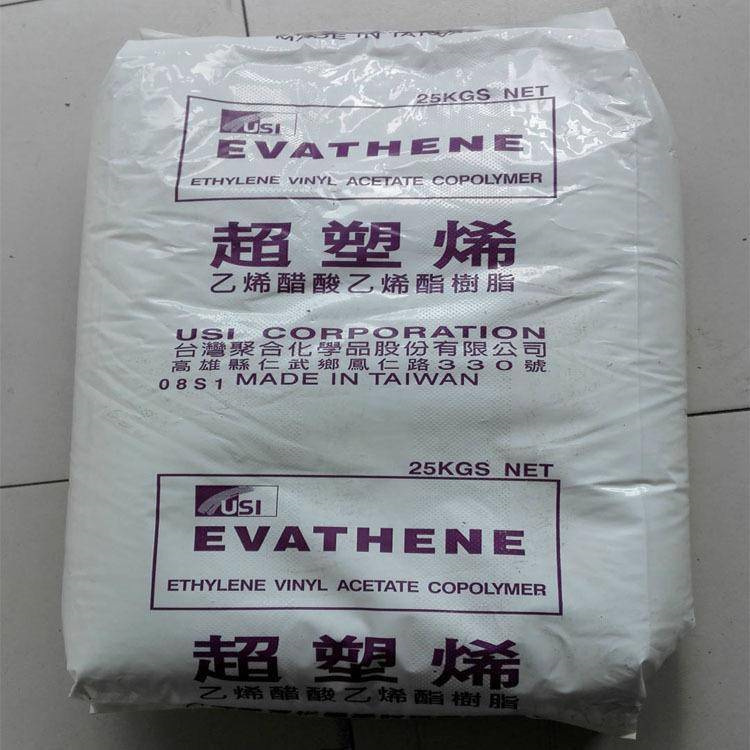 MADE IN TAIWAN
25KGS NET
USI
EVATHENE
ETHYLENE VINYL ACETATE COPOLYMER
超塑烯
乙烯醋酸乙烯酯樹脂
USI CORPORATION
台灣聚合化學品股份有限公司
高雄縣仁武鄉鳳仁路330號
08S1 MADE IN TAIWAN
25KGS NET
USI
EVATHENE
ETHYLENE VINYL ACETATE COPOLYMER
超塑烯
乙烯醋酸乙烯酯樹脂